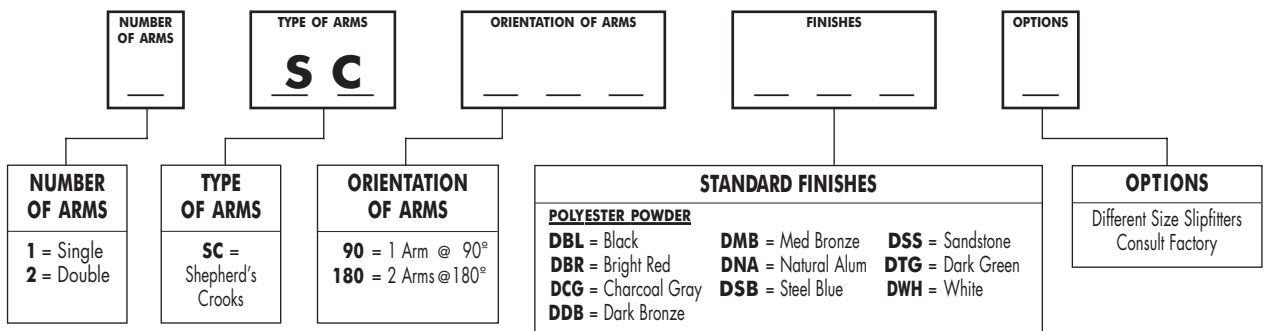 NUMBER
OF ARMS
TYPE OF ARMS
S C
ORIENTATION OF ARMS
FINISHES
OPTIONS
NUMBER
OF ARMS
1 = Single
2 = Double
TYPE
OF ARMS
SC =
Shepherd's
Crooks
ORIENTATION
OF ARMS
90 = 1 Arm @ 90º
180 = 2 Arms @ 180º
STANDARD FINISHES
POLYESTER POWDER
DBL = Black
DBR = Bright Red
DCG = Charcoal Gray
DDB = Dark Bronze
DMB = Med Bronze
DNA = Natural Alum
DSB = Steel Blue
DSS = Sandstone
DTG = Dark Green
DWH = White
OPTIONS
Different Size Slipfitters
Consult Factory